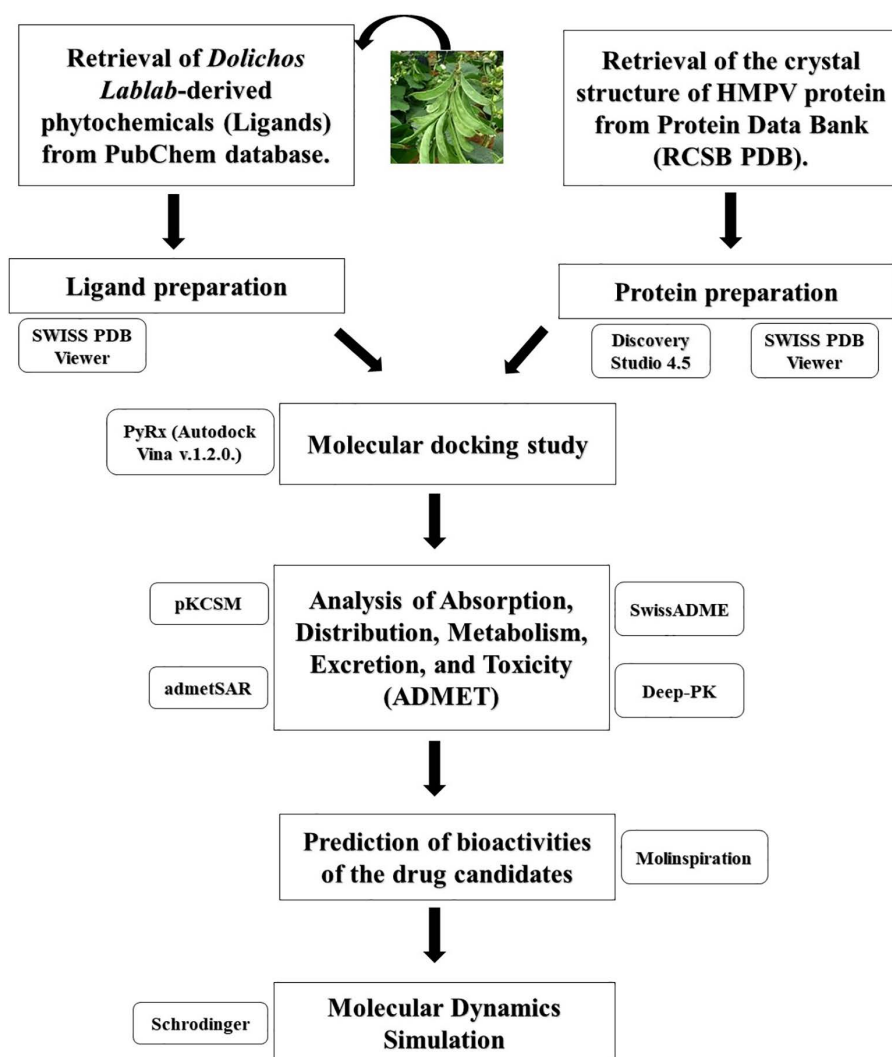 Retrieval of Dolichos
Lablab-derived
phytochemicals (Ligands)
from PubChem database.
Retrieval of the crystal
structure of HMPV protein
from Protein Data Bank
(RCSB PDB).
Ligand preparation
SWISS PDB
Viewer
Protein preparation
Discovery
Studio 4.5
SWISS PDB
Viewer
PyRx (Autodock
Vina v.1.2.0.)
Molecular docking study
pKCSM
admetSAR
Analysis of Absorption,
Distribution, Metabolism,
Excretion, and Toxicity
(ADMET)
SwissADME
Deep-PK
Prediction of bioactivities
of the drug candidates
Molinspiration
Schrodinger
Molecular Dynamics
Simulation